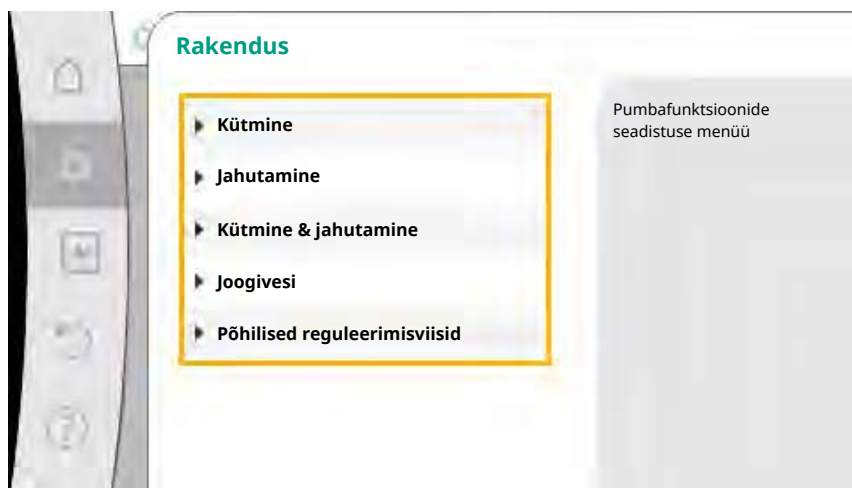 Rakendus
Kütmine
Jahutamine
Kütmine & jahutamine
Joogivesi
Põhilised reguleerimisviisid
Pumbafunktsioonide
seadistuse menüü